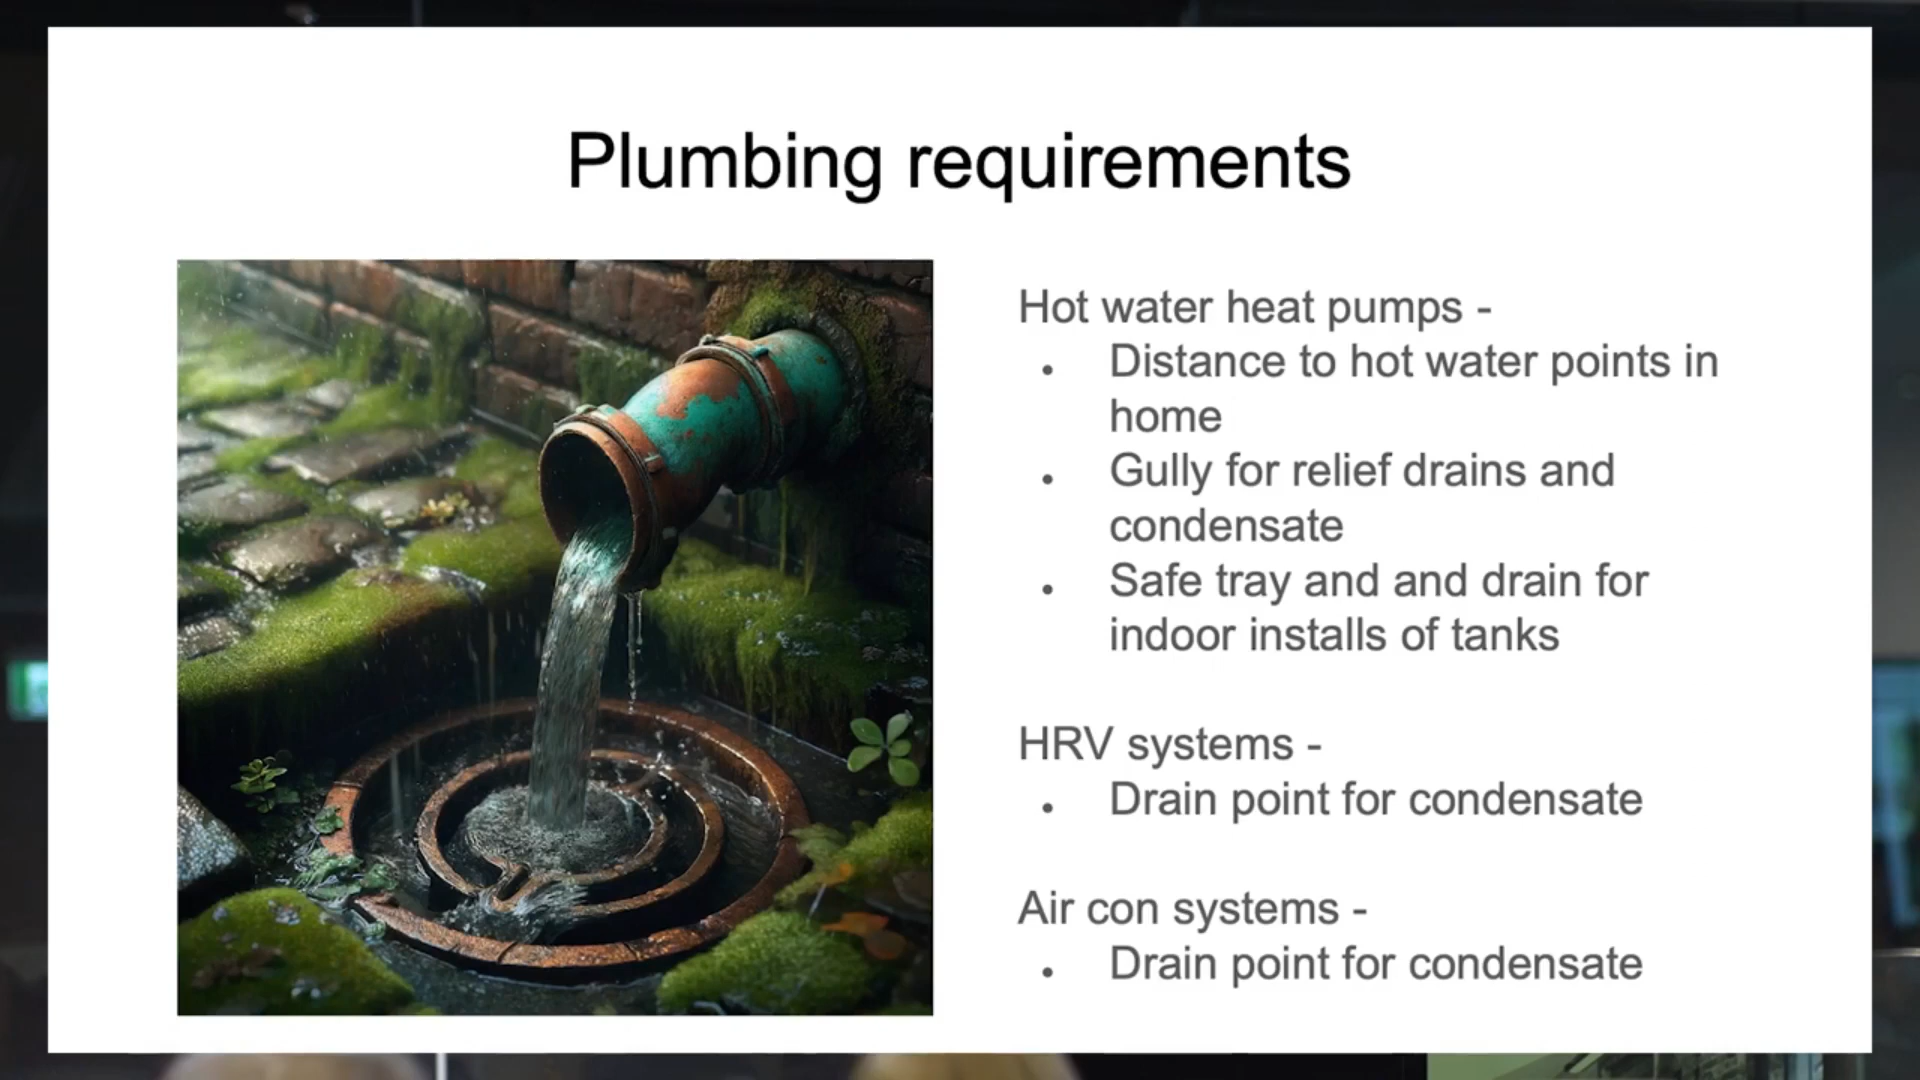 Plumbing requirements
Hot water heat pumps -
• Distance to hot water points in
home
• Gully for relief drains and
condensate
• Safe tray and and drain for
indoor installs of tanks
HRV systems -
• Drain point for condensate
Air con systems -
• Drain point for condensate